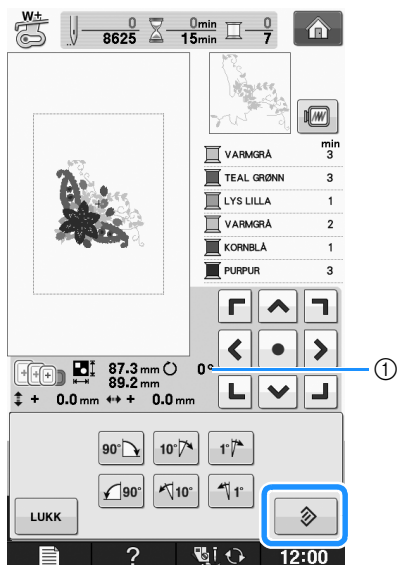 W±
0 0min 0
8625 15min 7
min
VARMGRÅ 3
TEAL GRØNN 3
LYS LILLA 1
VARMGRÅ 2
KORNBLÅ 1
PURPUR 3
87.3 mm 0°
89.2 mm
+ 0.0 mm + 0.0 mm
①
90° 10° 1°
90° 10° 1°
LUKK
? 12:00